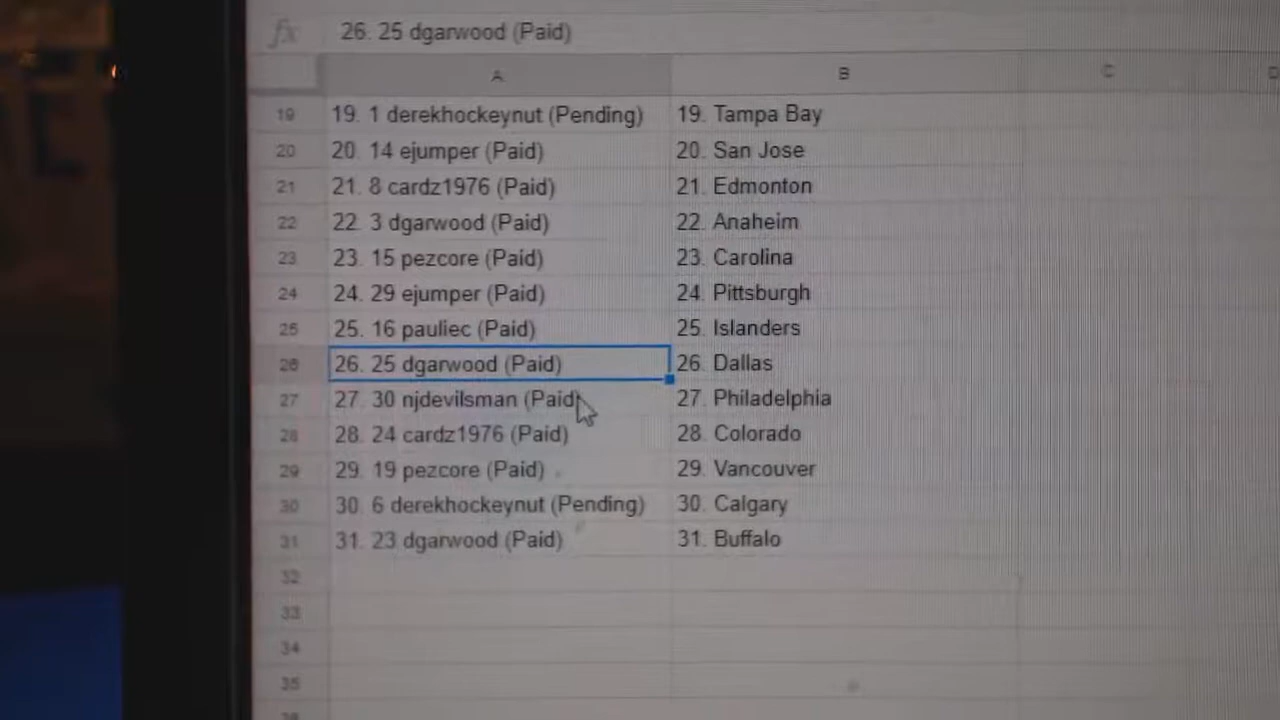 fx 26. 25 dgarwood (Paid)
A B C D
19 19. 1 derekhockeynut (Pending) 19. Tampa Bay
20 20. 14 ejumper (Paid) 20. San Jose
21 21. 8 cardz1976 (Paid) 21. Edmonton
22 22. 3 dgarwood (Paid) 22. Anaheim
23 23. 15 pezcore (Paid) 23. Carolina
24 24. 29 ejumper (Paid) 24. Pittsburgh
25 25. 16 pauliec (Paid) 25. Islanders
26 26. 25 dgarwood (Paid) 26. Dallas
27 27. 30 njdevilsman (Paid) 27. Philadelphia
28 28. 24 cardz1976 (Paid) 28. Colorado
29 29. 19 pezcore (Paid) 29. Vancouver
30 30. 6 derekhockeynut (Pending) 30. Calgary
31 31. 23 dgarwood (Paid) 31. Buffalo
32
33
34
35